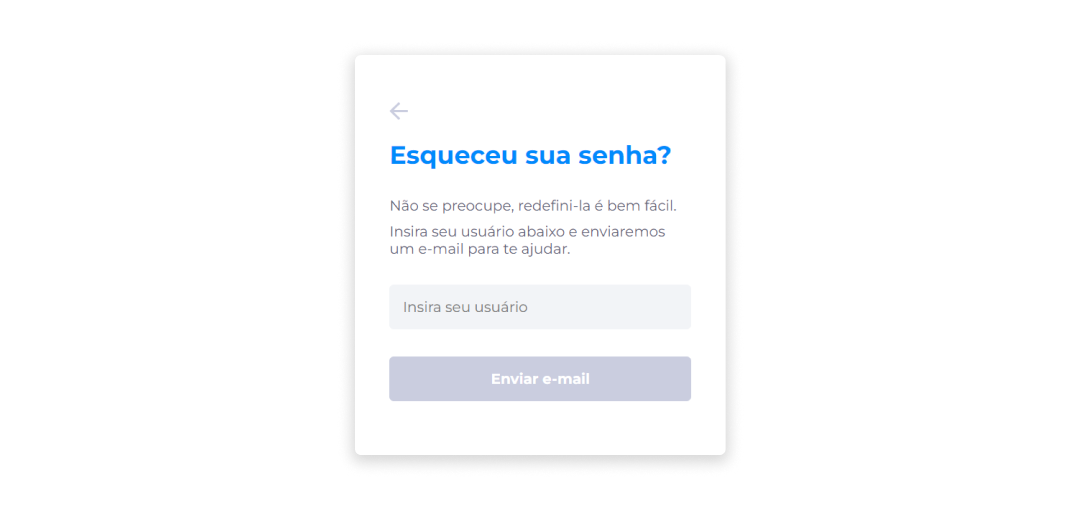 Esqueceu sua senha?
Não se preocupe, redefini-la é bem fácil.
Insira seu usuário abaixo e enviaremos
um e-mail para te ajudar.
Insira seu usuário
Enviar e-mail